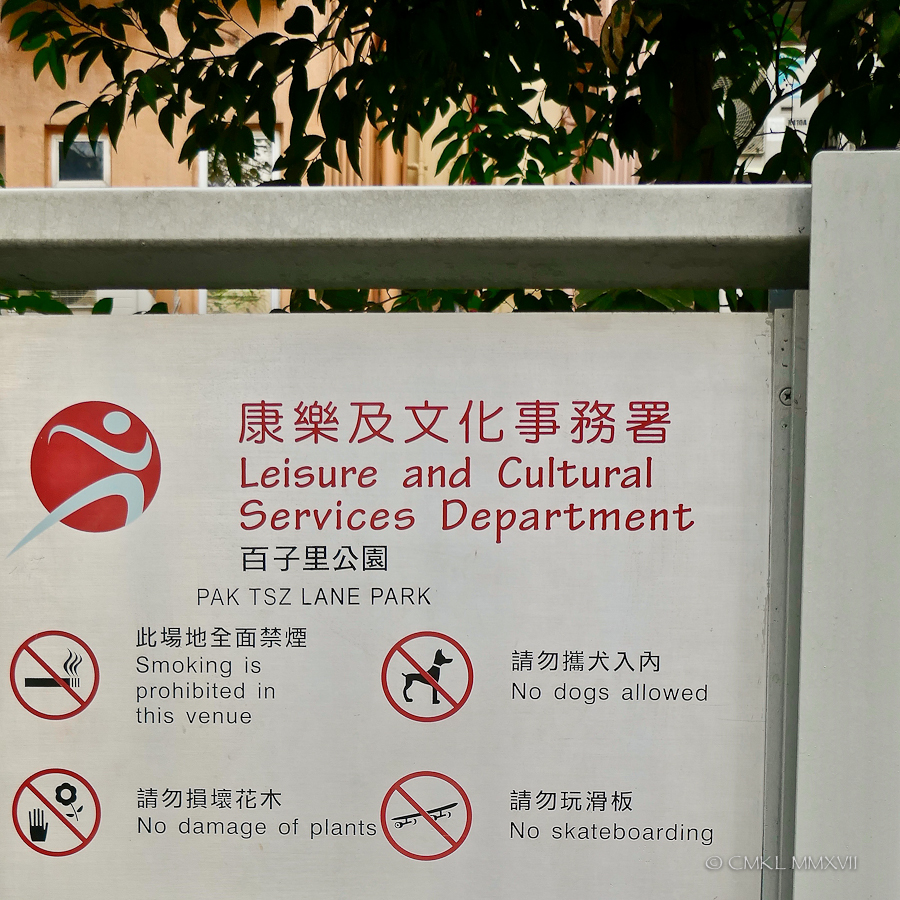 康樂及文化事務署
Leisure and Cultural
Services Department
百子里公園
PAK TSZ LANE PARK
此場地全面禁煙
Smoking is
prohibited in
this venue
請勿攜犬入內
No dogs allowed
請勿損壞花木
No damage of plants
請勿玩滑板
No skateboarding
© CMKL MMXVII